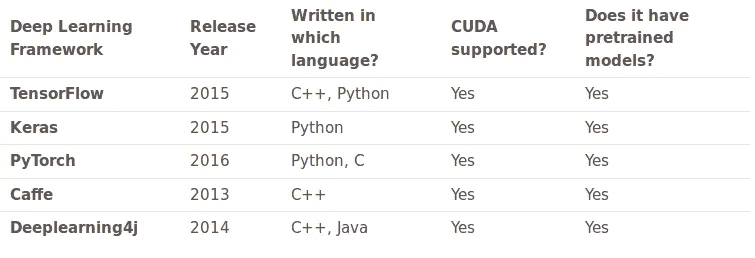 Deep Learning Framework | Release Year | Written in which language? | CUDA supported? | Does it have pretrained models?
TensorFlow | 2015 | C++, Python | Yes | Yes
Keras | 2015 | Python | Yes | Yes
PyTorch | 2016 | Python, C | Yes | Yes
Caffe | 2013 | C++ | Yes | Yes
Deeplearning4j | 2014 | C++, Java | Yes | Yes